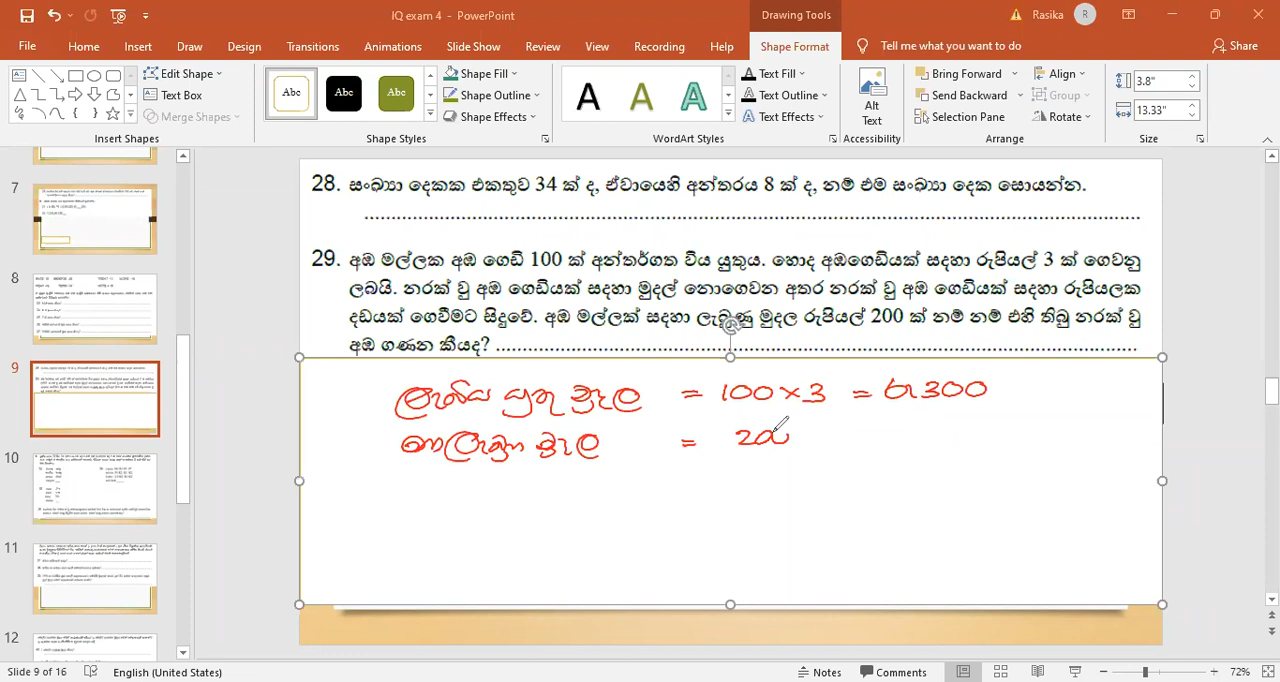 IQ exam 4 - PowerPoint
Drawing Tools
Rasika R
File Home Insert Draw Design Transitions Animations Slide Show Review View Recording Help Shape Format Tell me what you want to do Share
Edit Shape
Text Box
Merge Shapes
Insert Shapes
Abc Abc Abc
Shape Fill
Shape Outline
Shape Effects
Shape Styles
A A A
Text Fill
Text Outline
Text Effects
WordArt Styles
Alt Text
Accessibility
Bring Forward
Send Backward
Selection Pane
Align
Group
Rotate
Arrange
3.8"
13.33"
Size
7
8
9
10
11
12
28. සංඛ්‍යා දෙකක එකතුව 34 ක් ද, ඒවායෙහි අන්තරය 8 ක් ද, නම් එම සංඛ්‍යා දෙක සොයන්න.
29. අඹ මල්ලක අඹ ගෙඩි 100 ක් අන්තර්ගත විය යුතුය. හොද අඹගෙඩියක් සදහා රුපියල් 3 ක් ගෙවනු
ලබයි. නරක් වු අඹ ගෙඩියක් සදහා මුදල් නොගෙවන අතර නරක් වු අඹ ගෙඩියක් සදහා රුපියලක
දඩයක් ගෙවීමට සිදුවේ. අඹ මල්ලක් සදහා ලැබුණු මුදල රුපියල් 200 ක් නම් නම් එහි තිබු නරක් වු
අඹ ගණන කීයද?
ලැබිය යුතු මුදල = 100 × 3 = රු 300
නොලැබුන මුදල = 200
Slide 9 of 16 English (United States) Notes Comments 72%